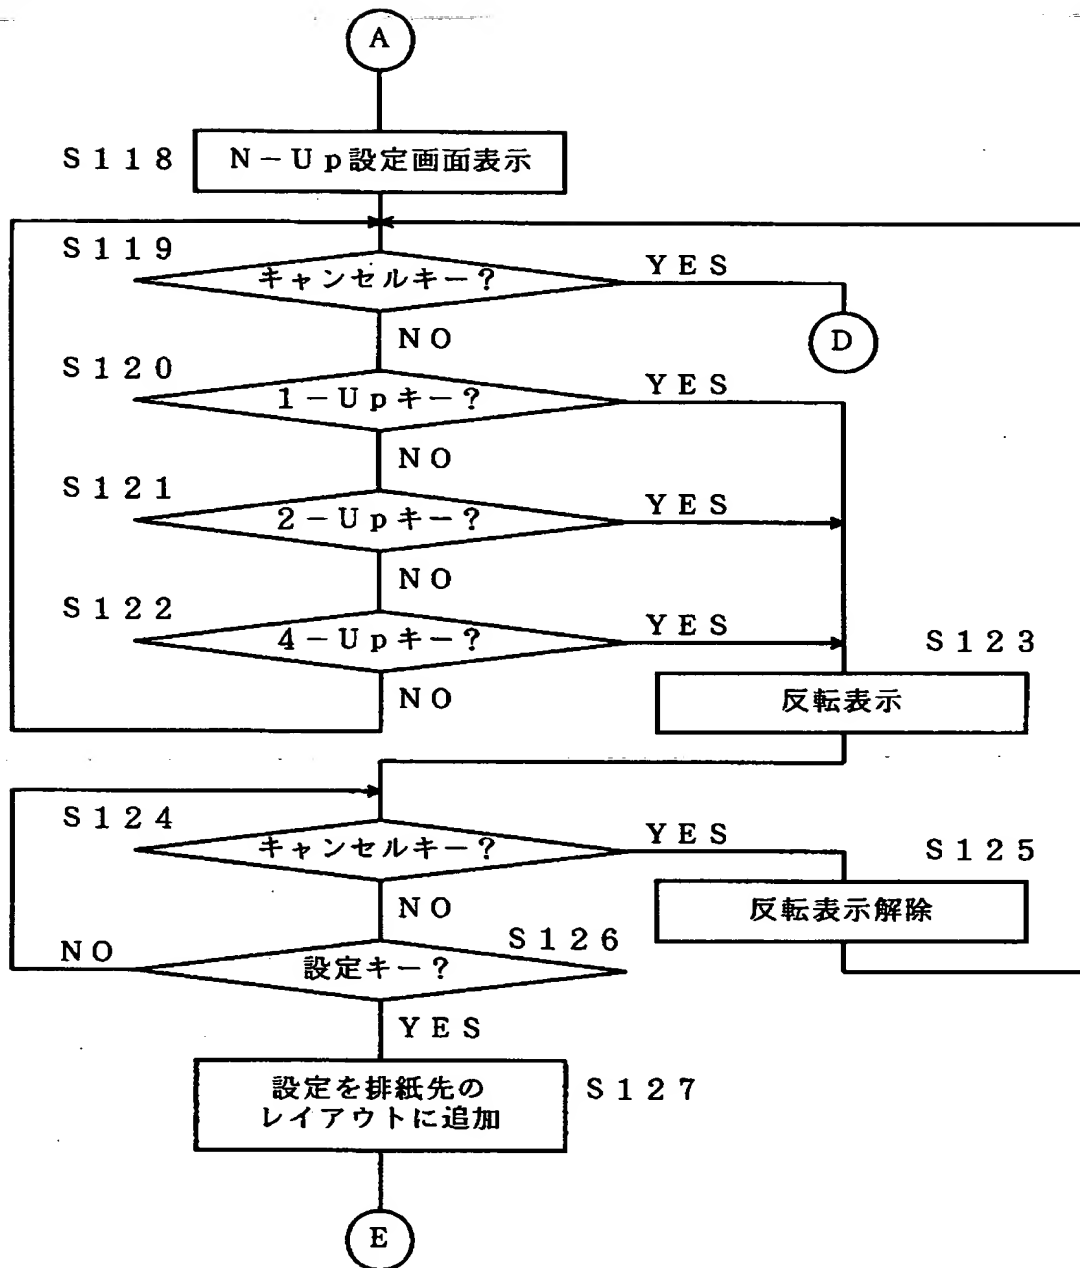 A
S118
N-Up設定画面表示
S119
キャンセルキー?
YES
D
NO
S120
1-Upキー?
YES
NO
S121
2-Upキー?
YES
NO
S122
4-Upキー?
YES
NO
S123
反転表示
S124
キャンセルキー?
YES
S125
反転表示解除
NO
S126
設定キー?
NO
YES
設定を排紙先の
レイアウトに追加
S127
E